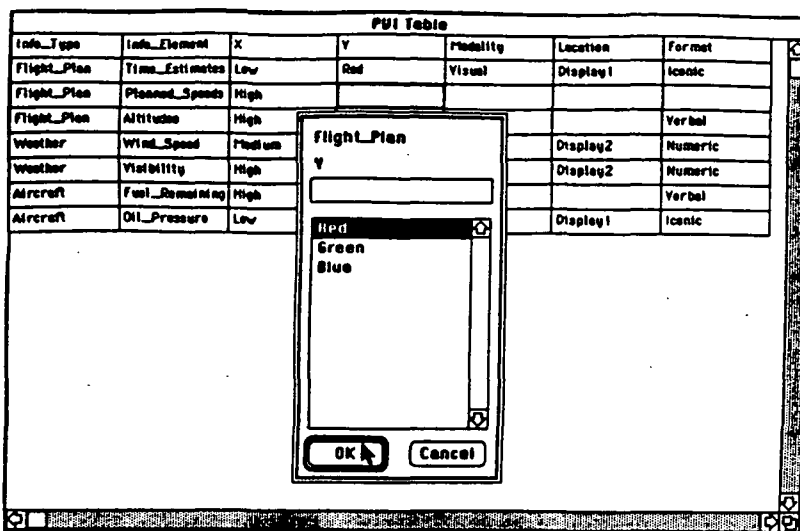 PVI Table
Info_Type Info_Element X Y Modality Location Format
Flight_Plan Time_Estimates Low Red Visual Display1 Iconic
Flight_Plan Planned_Speeds High
Flight_Plan Altitudes High Verbal
Weather Wind_Speed Medium Display2 Numeric
Weather Visibility High Display2 Numeric
Aircraft Fuel_Remaining High Verbal
Aircraft Oil_Pressure Low Display1 Iconic
Flight_Plan
Y
Red
Green
Blue
OK Cancel